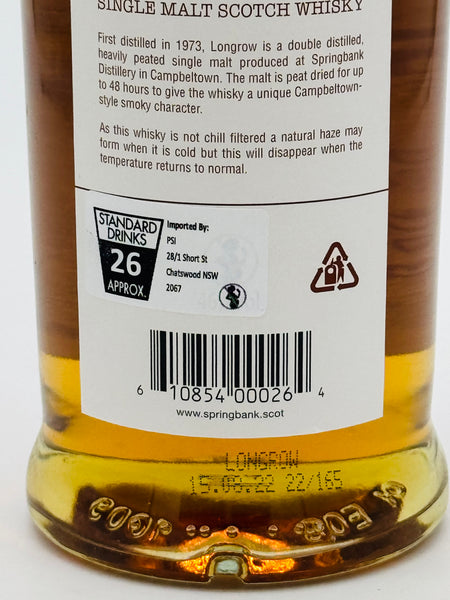 SINGLE MALT SCOTCH WHISKY
First distilled in 1973, Longrow is a double distilled,
heavily peated single malt produced at Springbank
Distillery in Campbeltown. The malt is peat dried for up
to 48 hours to give the whisky a unique Campbeltown-
style smoky character.
As this whisky is not chill filtered a natural haze may
form when it is cold but this will disappear when the
temperature returns to normal.
STANDARD
DRINKS
26
APPROX.
Imported By:
PSI
28/1 Short St
Chatswood NSW
2067
6 10854 00026 4
www.springbank.scot
LONGROW
15.03.22 22/165